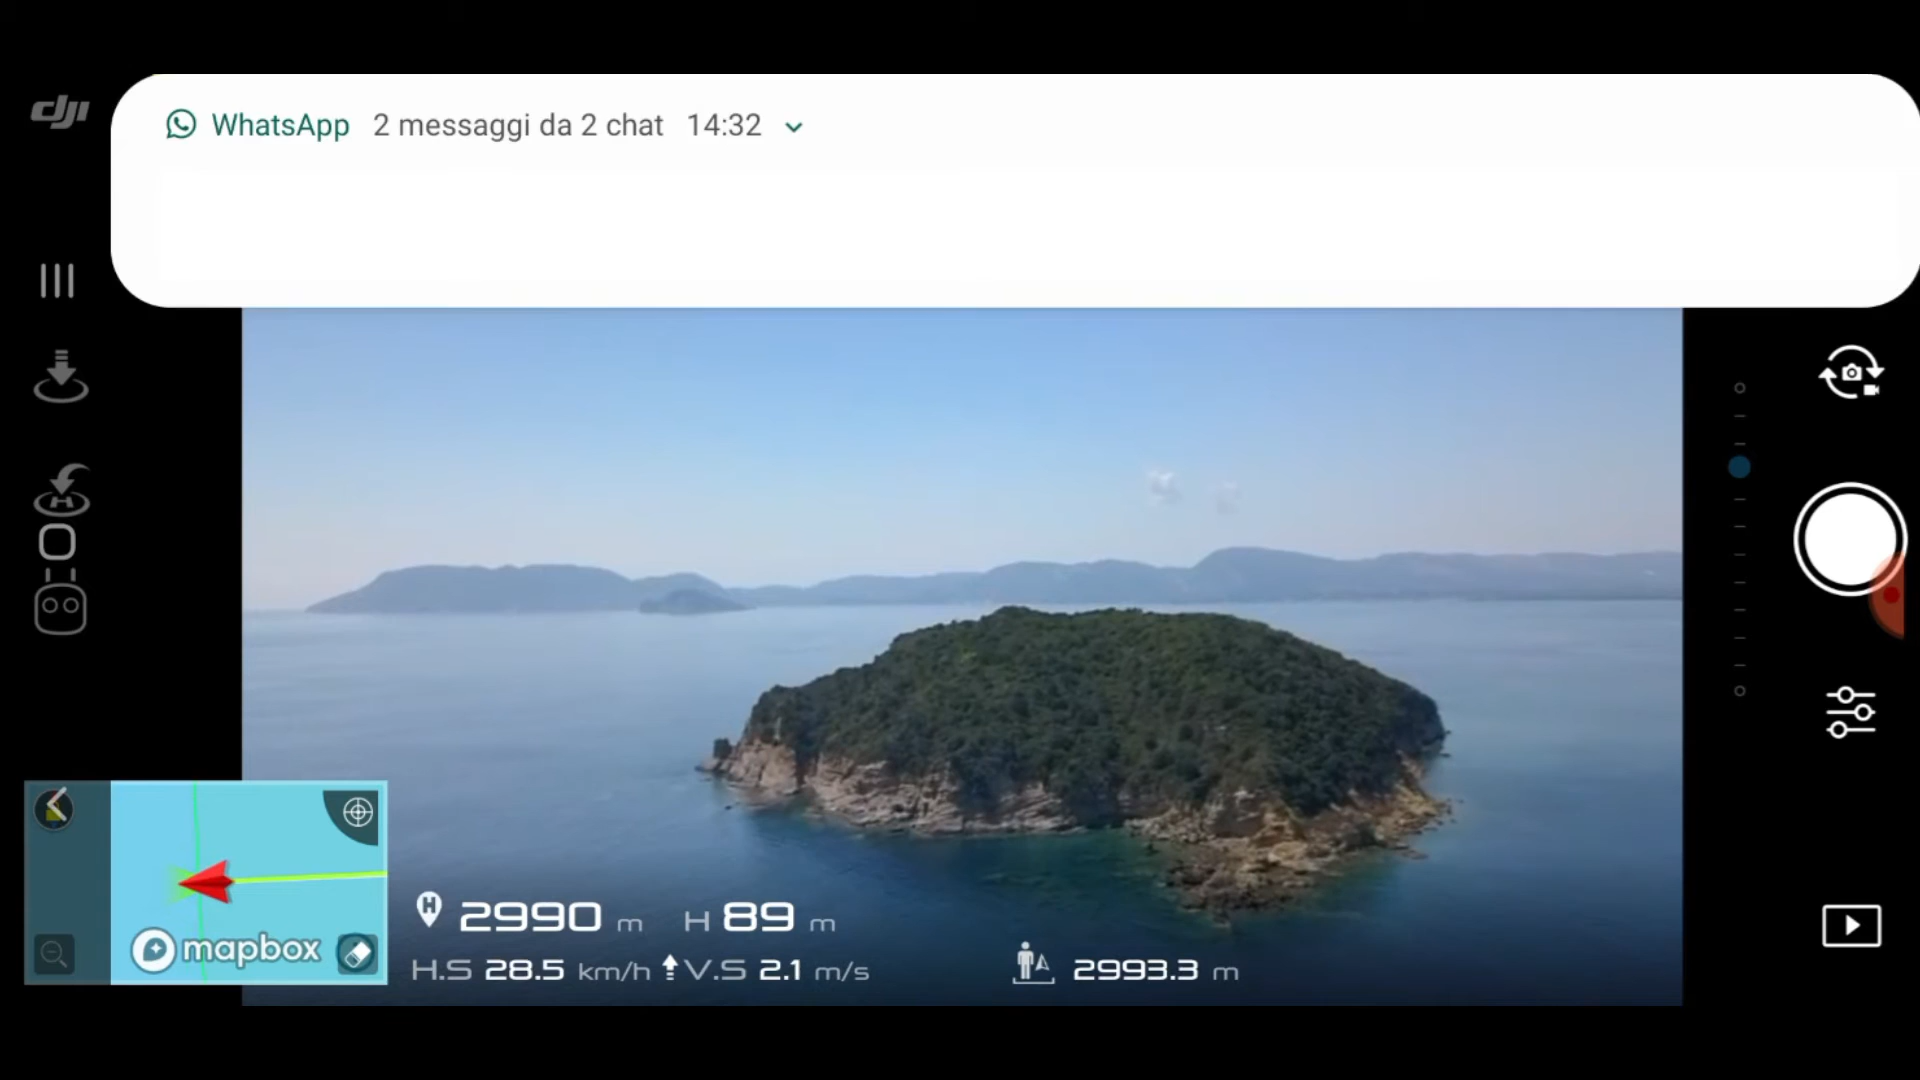 dji
WhatsApp 2 messaggi da 2 chat 14:32
H 2990 m H 89 m
H.S 28.5 km/h V.S 2.1 m/s 2993.3 m
mapbox